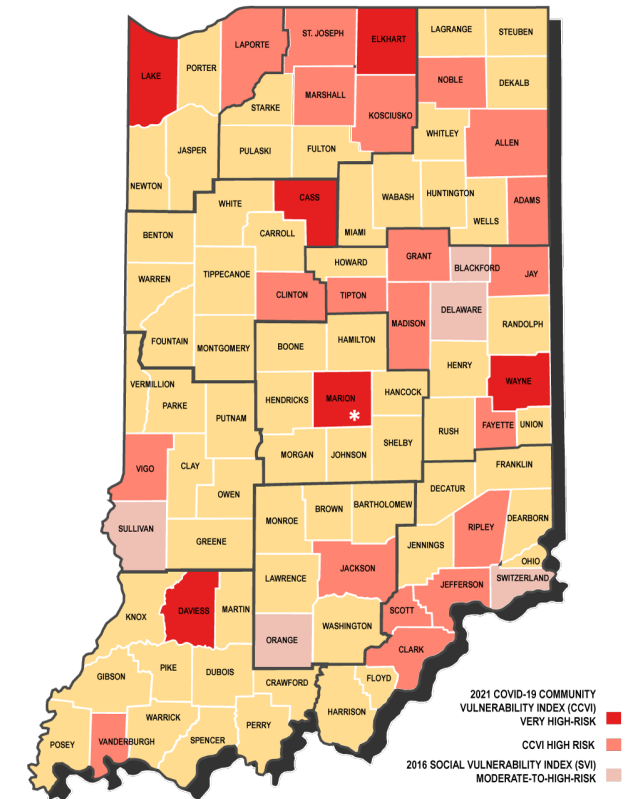 LAGRANGE
STEUBEN
ST. JOSEPH
ELKHART
LAPORTE
PORTER
LAKE
NOBLE
DEKALB
MARSHALL
STARKE
KOSCIUSKO
WHITLEY
ALLEN
JASPER
PULASKI
FULTON
NEWTON
WHITE
CASS
WABASH
HUNTINGTON
ADAMS
WELLS
MIAMI
BENTON
CARROLL
HOWARD
GRANT
BLACKFORD
JAY
WARREN
TIPPECANOE
CLINTON
TIPTON
DELAWARE
MADISON
RANDOLPH
FOUNTAIN
MONTGOMERY
BOONE
HAMILTON
HENRY
WAYNE
VERMILLION
PARKE
HENDRICKS
MARION
*
HANCOCK
PUTNAM
RUSH
FAYETTE
UNION
SHELBY
MORGAN
JOHNSON
VIGO
CLAY
FRANKLIN
OWEN
DECATUR
BROWN
BARTHOLOMEW
MONROE
DEARBORN
SULLIVAN
GREENE
RIPLEY
JENNINGS
OHIO
LAWRENCE
JACKSON
SWITZERLAND
JEFFERSON
KNOX
DAVIESS
MARTIN
SCOTT
WASHINGTON
ORANGE
CLARK
PIKE
DUBOIS
GIBSON
CRAWFORD
FLOYD
HARRISON
WARRICK
PERRY
POSEY
VANDERBURGH
SPENCER
2021 COVID-19 COMMUNITY
VULNERABILITY INDEX (CCVI)
VERY HIGH-RISK
CCVI HIGH RISK
2016 SOCIAL VULNERABILITY INDEX (SVI)
MODERATE-TO-HIGH-RISK